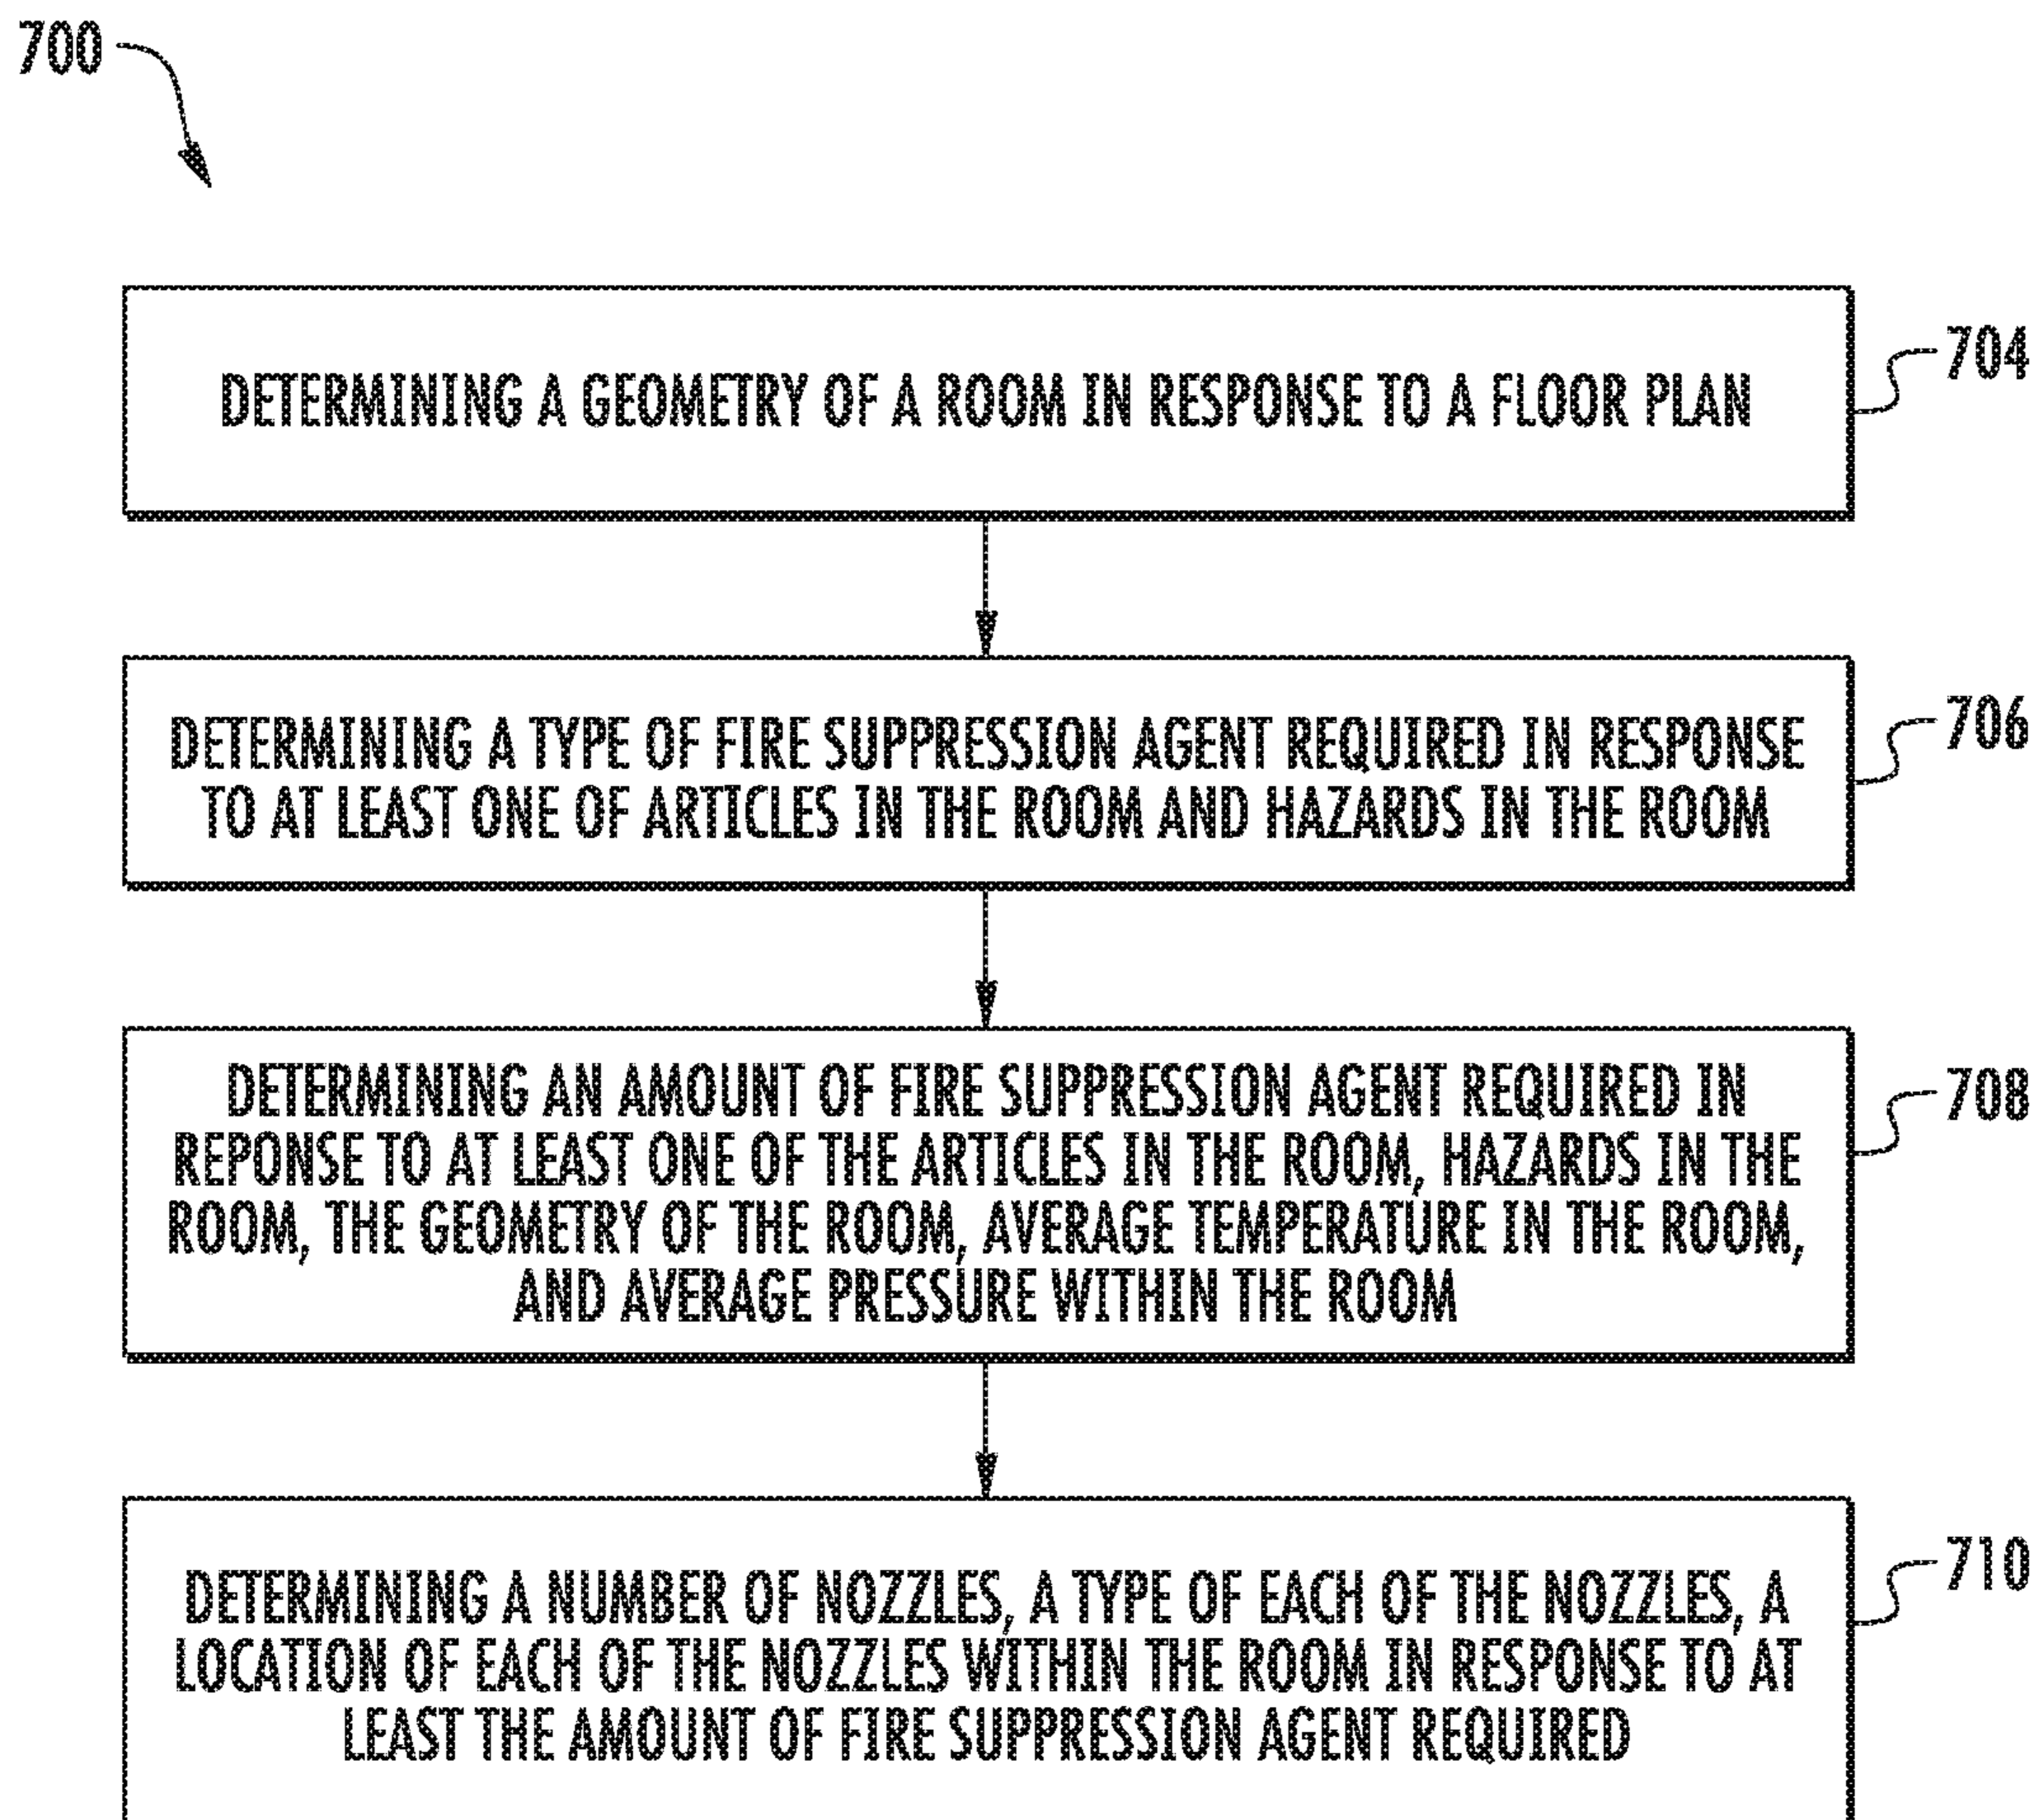 700
DETERMINING A GEOMETRY OF A ROOM IN RESPONSE TO A FLOOR PLAN
704
DETERMINING A TYPE OF FIRE SUPPRESSION AGENT REQUIRED IN RESPONSE
TO AT LEAST ONE OF ARTICLES IN THE ROOM AND HAZARDS IN THE ROOM
706
DETERMINING AN AMOUNT OF FIRE SUPPRESSION AGENT REQUIRED IN
REPONSE TO AT LEAST ONE OF THE ARTICLES IN THE ROOM, HAZARDS IN THE
ROOM, THE GEOMETRY OF THE ROOM, AVERAGE TEMPERATURE IN THE ROOM,
AND AVERAGE PRESSURE WITHIN THE ROOM
708
DETERMINING A NUMBER OF NOZZLES, A TYPE OF EACH OF THE NOZZLES, A
LOCATION OF EACH OF THE NOZZLES WITHIN THE ROOM IN RESPONSE TO AT
LEAST THE AMOUNT OF FIRE SUPPRESSION AGENT REQUIRED
710